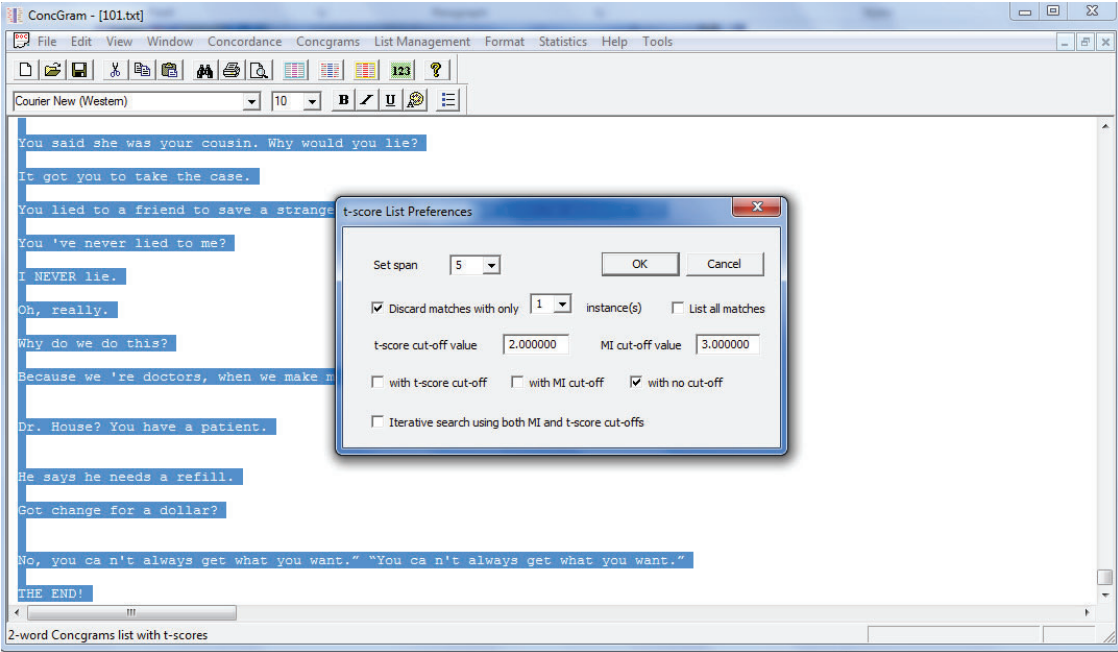 ConcGram - [101.txt]
File Edit View Window Concordance Concgrams List Management Format Statistics Help Tools
123 ?
Courier New (Western) 10 B I U
You said she was your cousin. Why would you lie?
It got you to take the case.
You lied to a friend to save a strange
You 've never lied to me?
I NEVER lie.
Oh, really.
Why do we do this?
Because we 're doctors, when we make m
Dr. House? You have a patient.
He says he needs a refill.
Got change for a dollar?
No, you ca n't always get what you want.” “You ca n't always get what you want.”
THE END!
t-score List Preferences
Set span 5 OK Cancel
Discard matches with only 1 instance(s) List all matches
t-score cut-off value 2.000000 MI cut-off value 3.000000
with t-score cut-off with MI cut-off with no cut-off
Iterative search using both MI and t-score cut-offs
2-word Concgrams list with t-scores